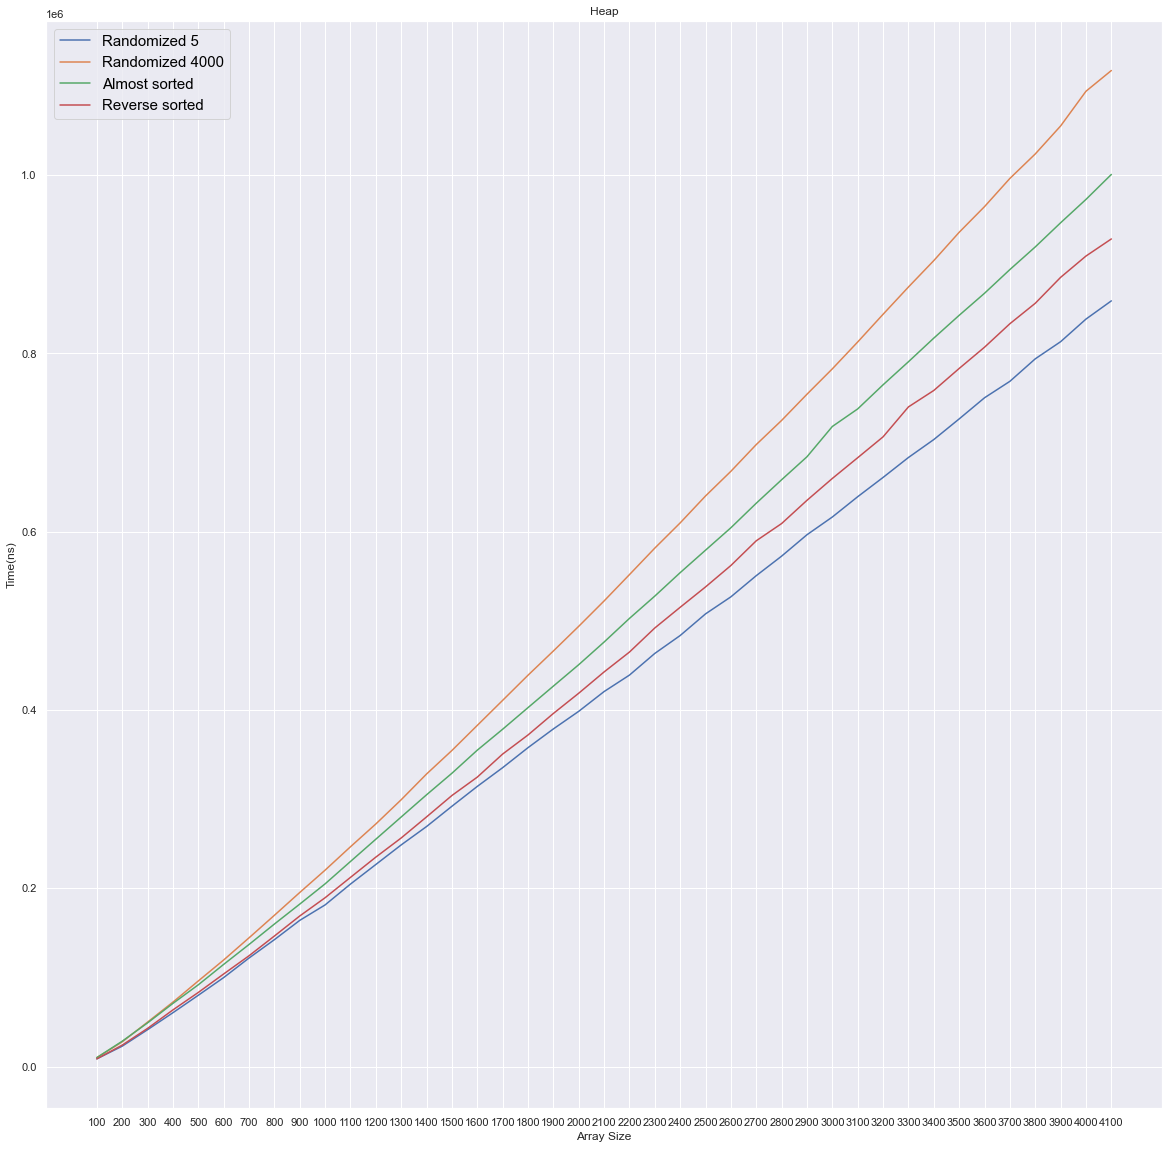 Heap
1e6
Randomized 5
Randomized 4000
Almost sorted
Reverse sorted
1.0
0.8
0.6
Time(ns)
0.4
0.2
0.0
100 200 300 400 500 600 700 800 900 1000 1100 1200 1300 1400 1500 1600 1700 1800 1900 2000 2100 2200 2300 2400 2500 2600 2700 2800 2900 3000 3100 3200 3300 3400 3500 3600 3700 3800 3900 4000 4100
Array Size